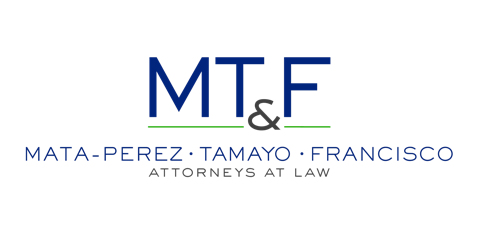 MT&F
MATA-PEREZ · TAMAYO · FRANCISCO
ATTORNEYS AT LAW